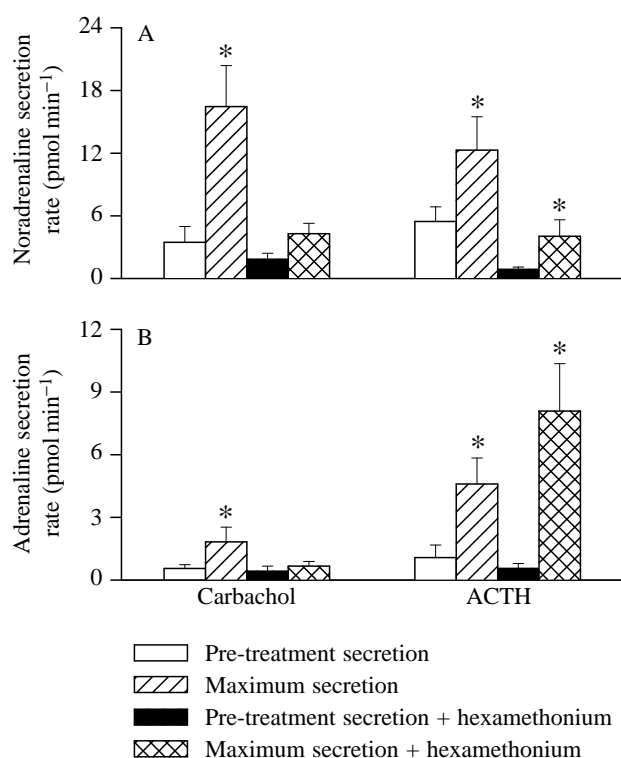 A
Noradrenaline secretion
rate (pmol min⁻¹)
24
18
12
6
0
*
*
*
B
Adrenaline secretion
rate (pmol min⁻¹)
12
9
6
3
0
*
*
*
Carbachol ACTH
Pre-treatment secretion
Maximum secretion
Pre-treatment secretion + hexamethonium
Maximum secretion + hexamethonium